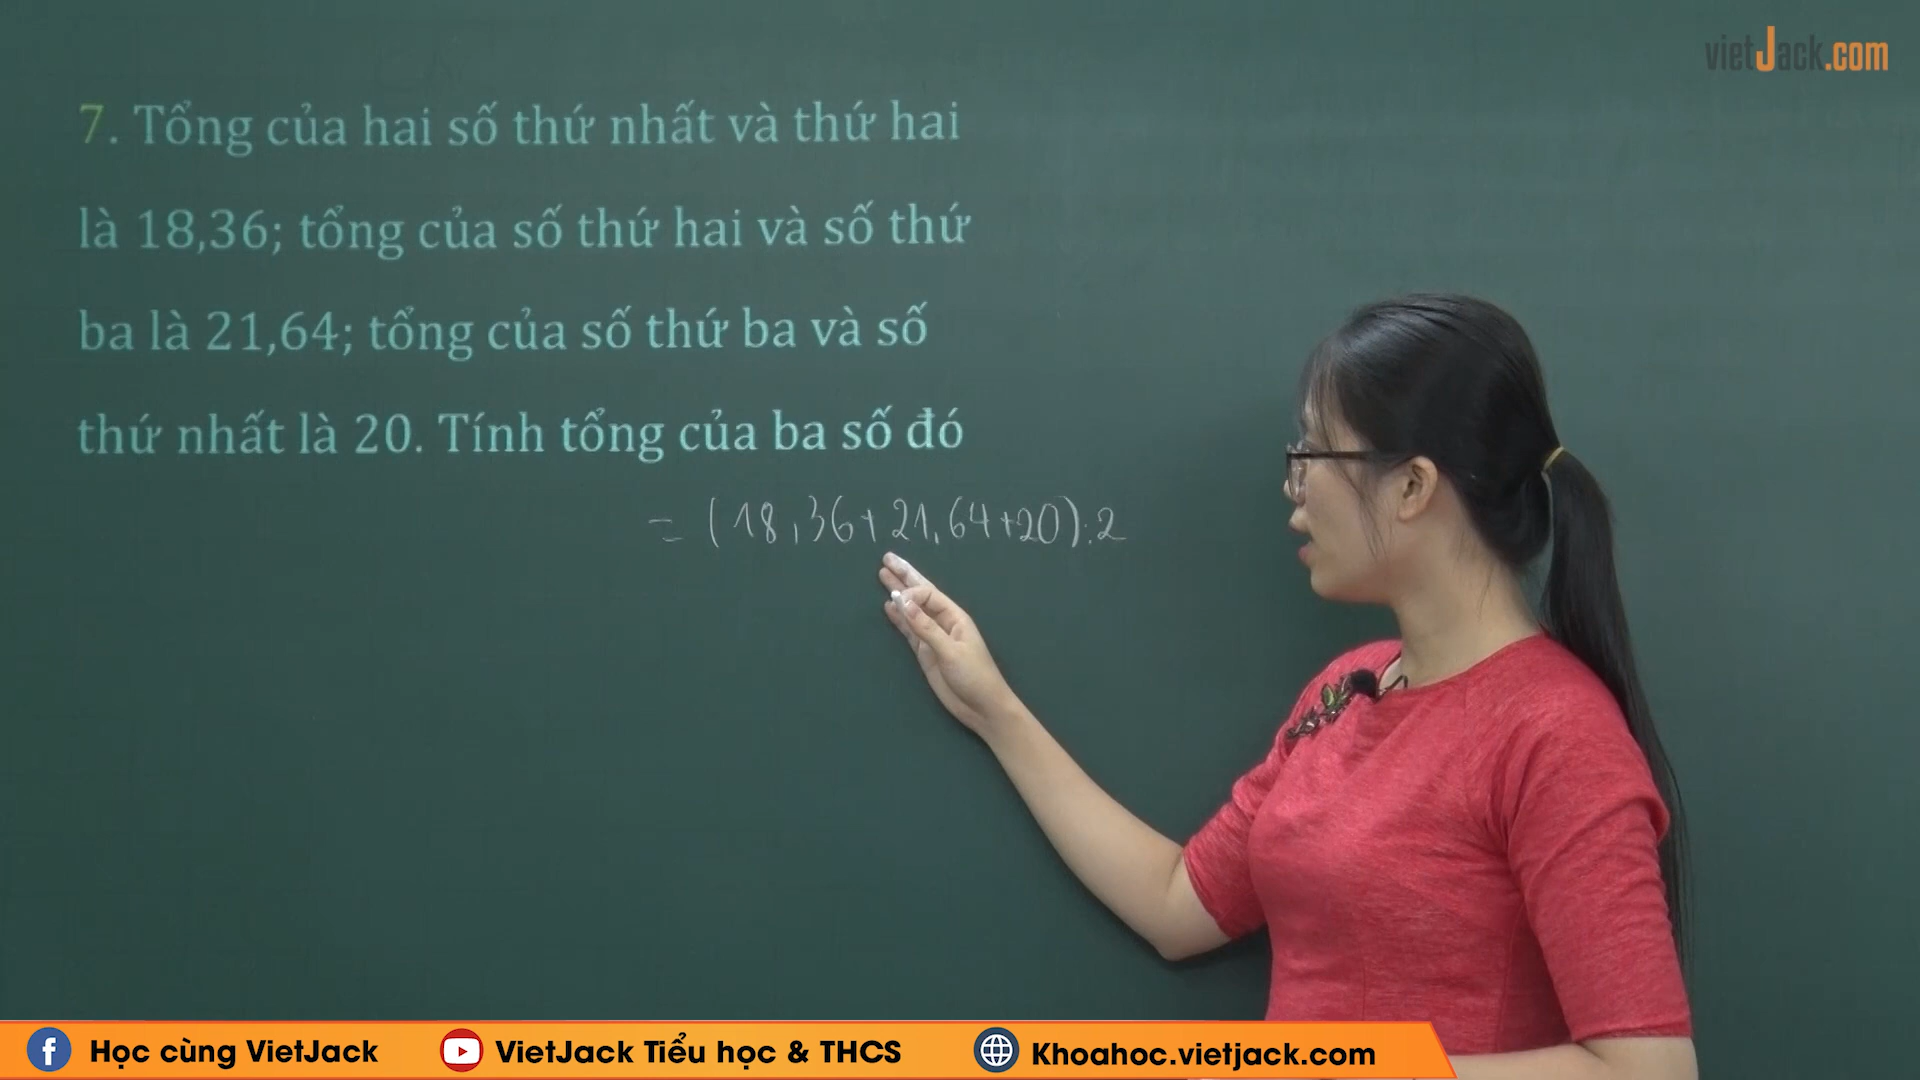 vietJack.com
7. Tổng của hai số thứ nhất và thứ hai
là 18,36; tổng của số thứ hai và số thứ
ba là 21,64; tổng của số thứ ba và số
thứ nhất là 20. Tính tổng của ba số đó
= (18,36+21,64+20):2
Học cùng VietJack
VietJack Tiểu học & THCS
Khoahoc.vietjack.com